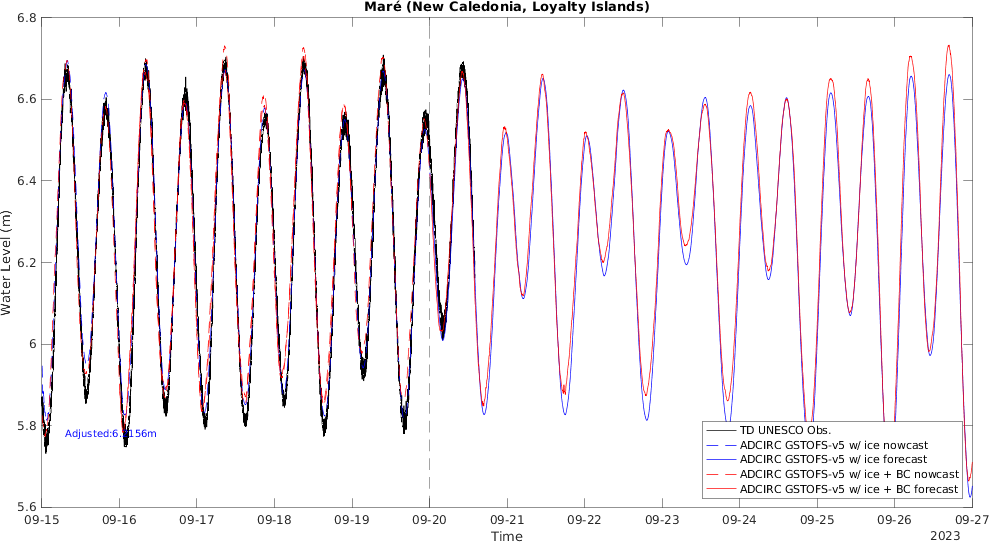 Maré (New Caledonia, Loyalty Islands)
6.8
6.6
6.4
6.2
6
5.8
5.6
Water Level (m)
TD UNESCO Obs.
ADCIRC GSTOFS-v5 w/ ice nowcast
ADCIRC GSTOFS-v5 w/ ice forecast
ADCIRC GSTOFS-v5 w/ ice + BC nowcast
ADCIRC GSTOFS-v5 w/ ice + BC forecast
09-15 09-16 09-17 09-18 09-19 09-20 09-21 09-22 09-23 09-24 09-25 09-26 09-27
Time
2023